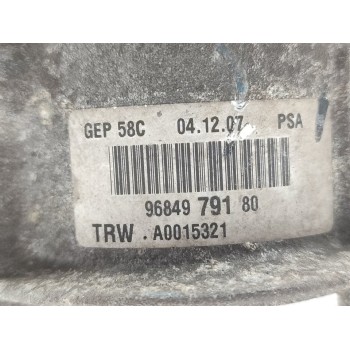 GEP 58C 04.12.07 PSA
96849 791 80
TRW . A0015321